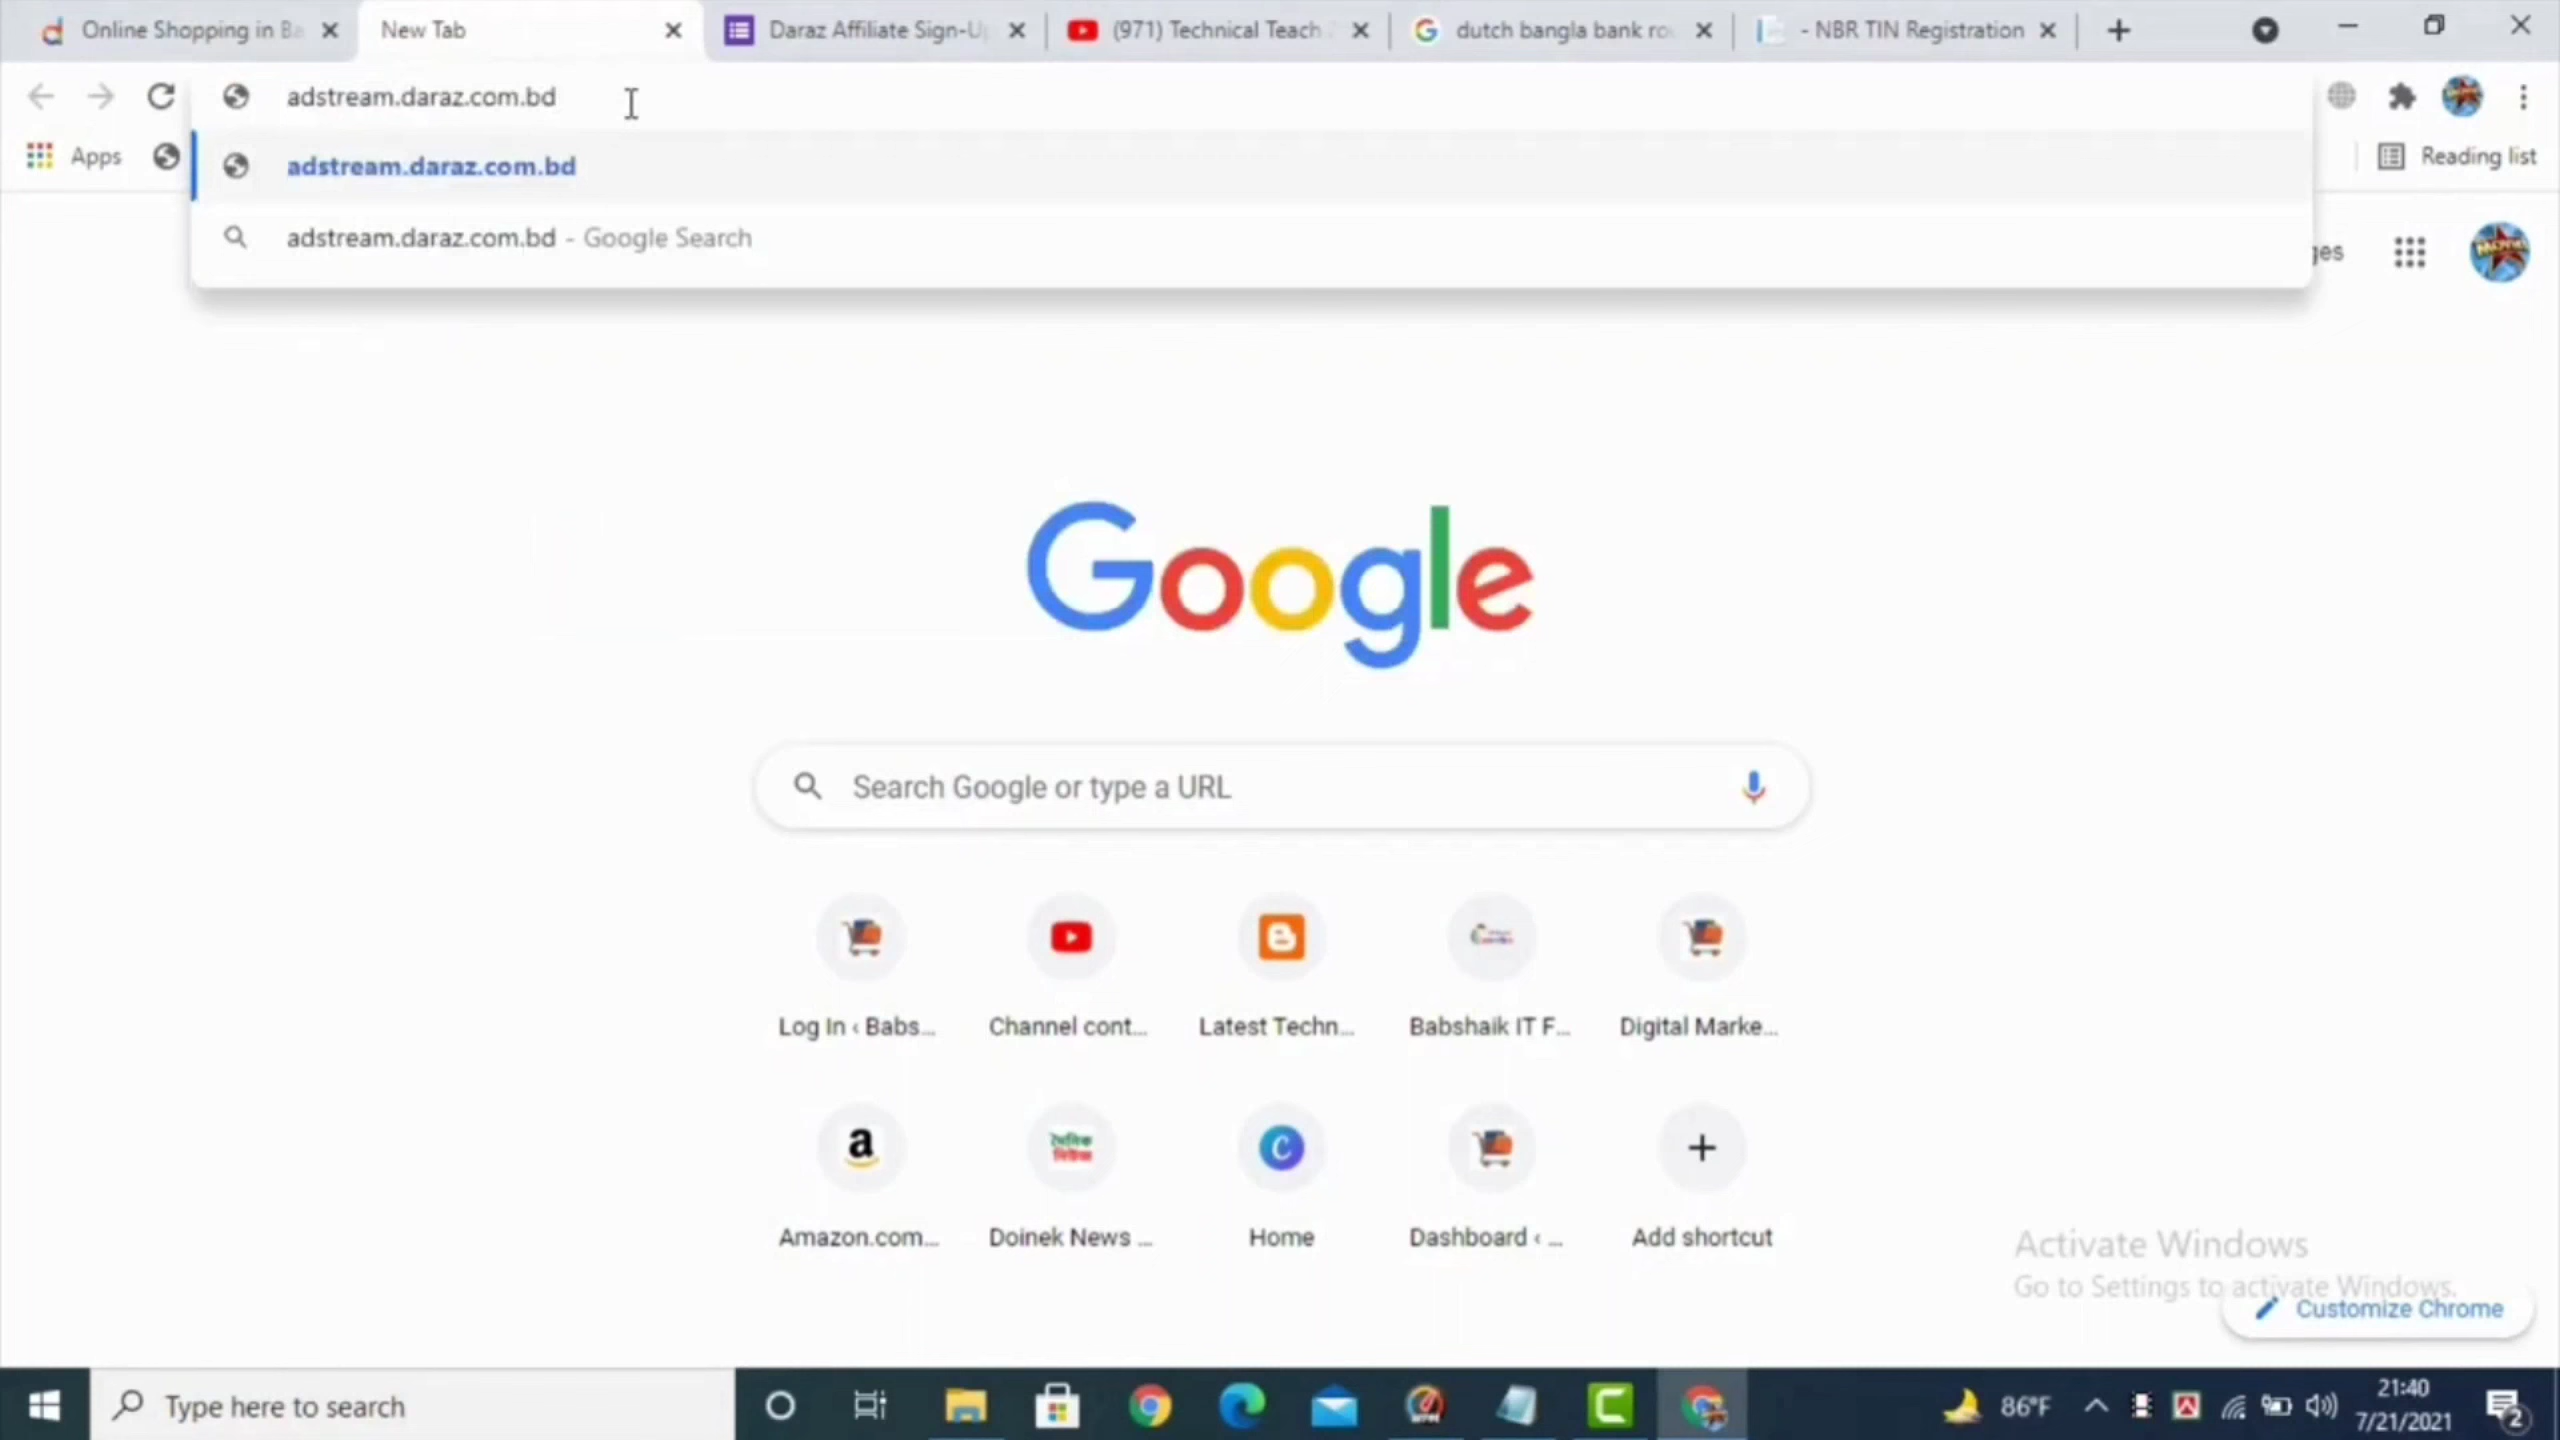 Online Shopping in Ba
New Tab
Daraz Affiliate Sign-U
(971) Technical Teach
dutch bangla bank ro
- NBR TIN Registration
adstream.daraz.com.bd
Apps
adstream.daraz.com.bd
Reading list
adstream.daraz.com.bd - Google Search
ges
Google
Search Google or type a URL
Log In ‹ Babs...
Channel cont...
Latest Techn...
Babshaik IT F...
Digital Marke...
a
দৈনিক
নিউজ
C
Amazon.com...
Doinek News ...
Home
Dashboard ‹ ...
Add shortcut
Activate Windows
Go to Settings to activate Windows.
Customize Chrome
Type here to search
86°F
21:40
7/21/2021
2